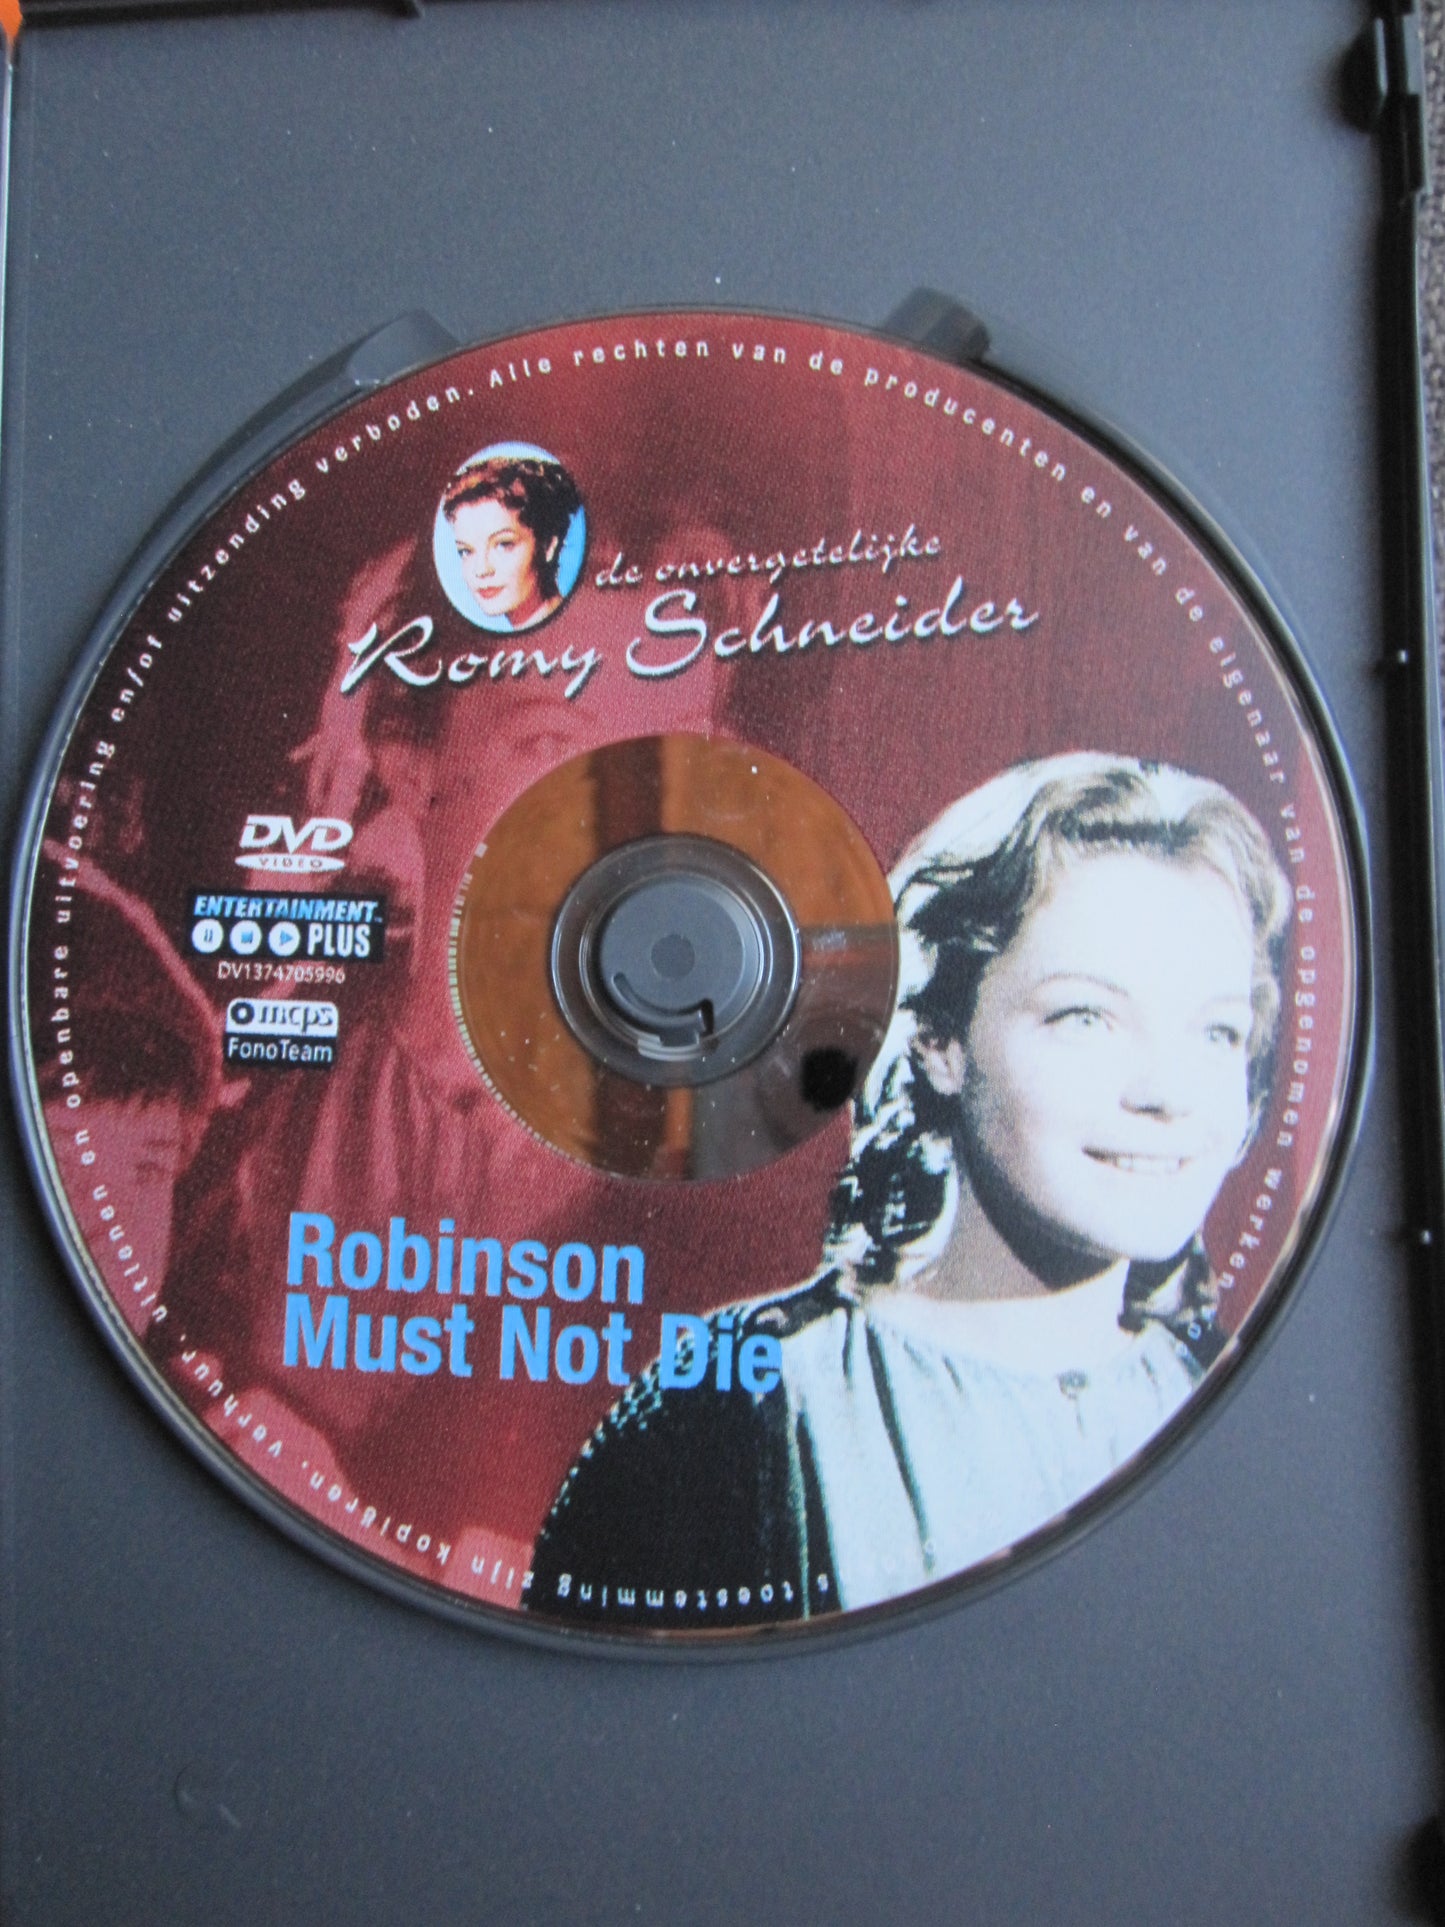 Alle rechten van de producenten en van de eigenaar van de opgenomen werken
s toestemming zijn kopiëren, verhuur, uitlenen en openbare uitvoering en/of uitzending verboden.
de onvergetelijke
Romy Schneider
DVD
VIDEO
ENTERTAINMENT
PLUS
DV1374705996
mcps
FonoTeam
Robinson
Must Not Die